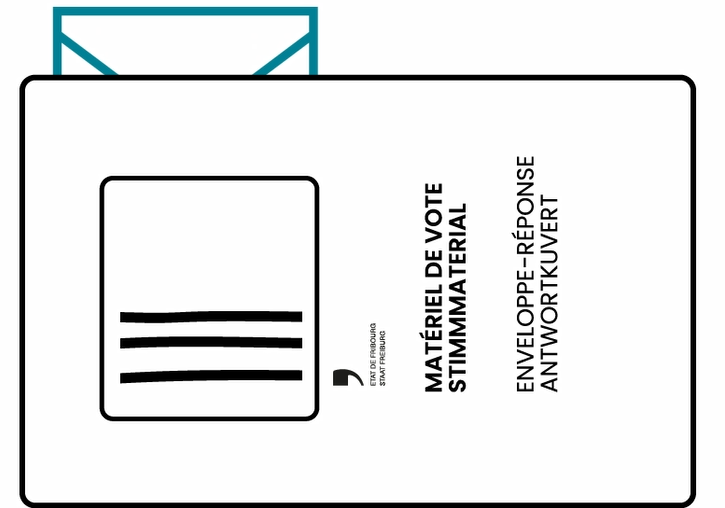 ETAT DE FRIBOURG
STAAT FREIBURG
MATÉRIEL DE VOTE
STIMMMATERIAL
ENVELOPPE-RÉPONSE
ANTWORTKUVERT